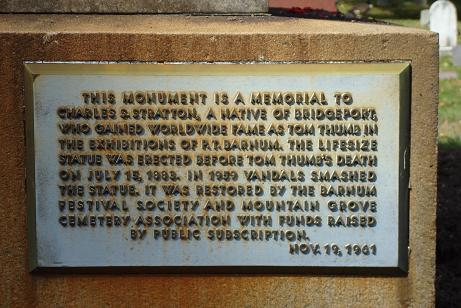 THIS MONUMENT IS A MEMORIAL TO
CHARLES S. STRATTON, A NATIVE OF BRIDGEPORT,
WHO GAINED WORLDWIDE FAME AS TOM THUMB IN
THE EXHIBITIONS OF P.T. BARNUM. THE LIFESIZE
STATUE WAS ERECTED BEFORE TOM THUMB'S DEATH
ON JULY 15, 1883. IN 1959 VANDALS SMASHED
THE STATUE. IT WAS RESTORED BY THE BARNUM
FESTIVAL SOCIETY AND MOUNTAIN GROVE
CEMETERY ASSOCIATION WITH FUNDS RAISED
BY PUBLIC SUBSCRIPTION.
NOV. 19, 1961